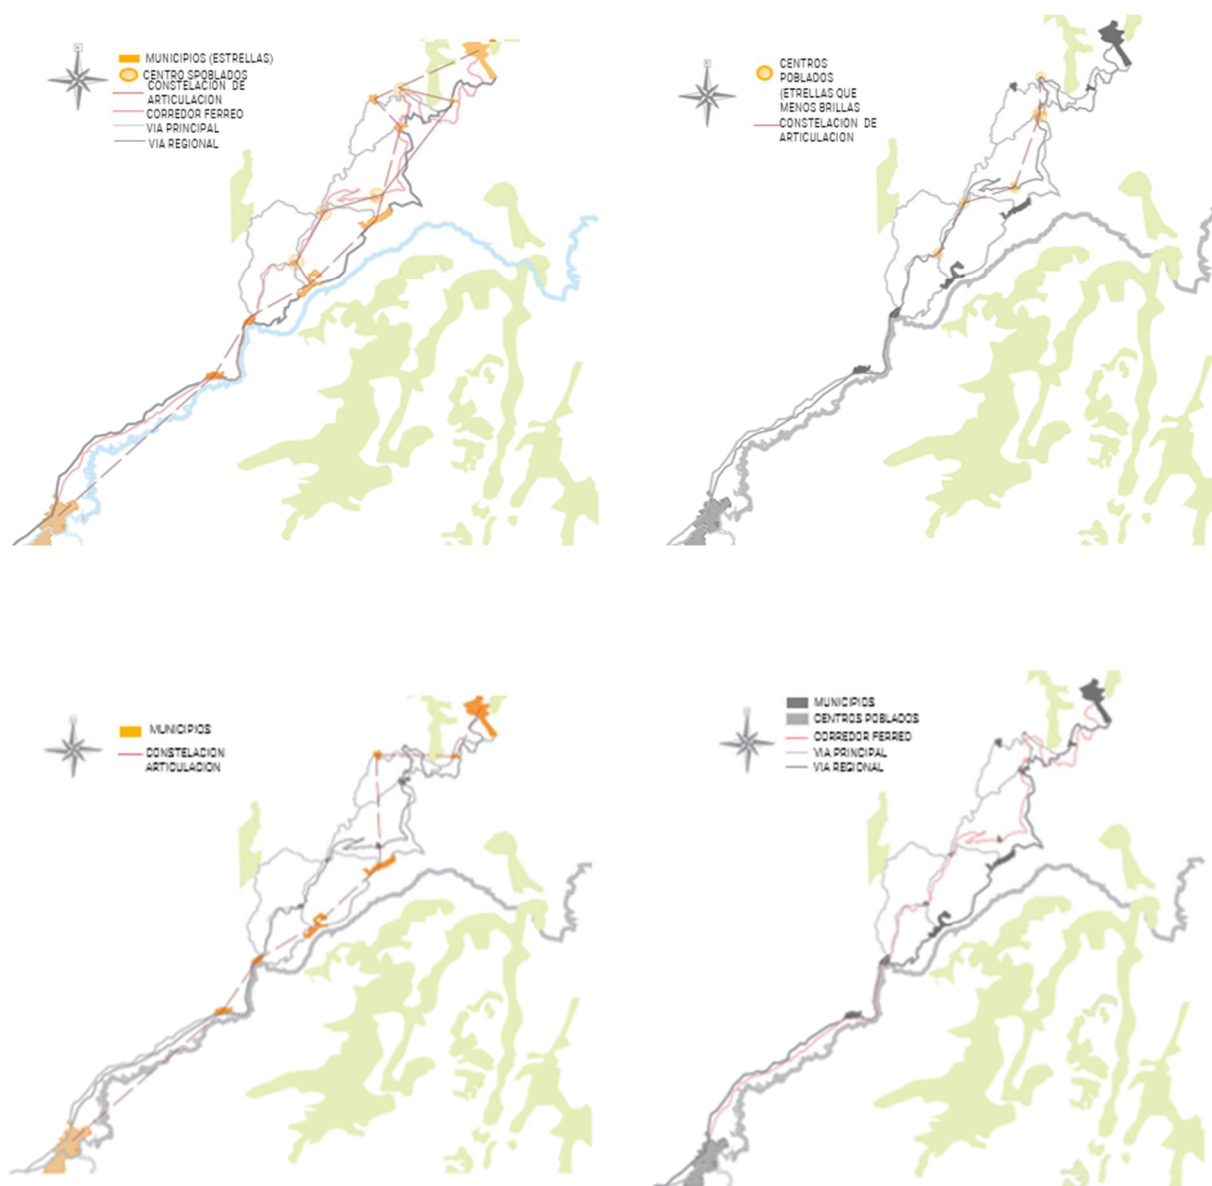 MUNICIPIOS (ESTRELLAS)
CENTRO SPOBLADOS
CONSTELACION DE
ARTICULACION
CORREDOR FERREO
VIA PRINCIPAL
VIA REGIONAL
CENTROS
POBLADOS
(ETRELLAS QUE
MENOS BRILLAS
CONSTELACION DE
ARTICULACION
MUNICIPIOS
CONSTELACION
ARTICULACION
MUNICIPIOS
CENTROS POBLADOS
CORREDOR FERREO
VIA PRINCIPAL
VIA REGIONAL